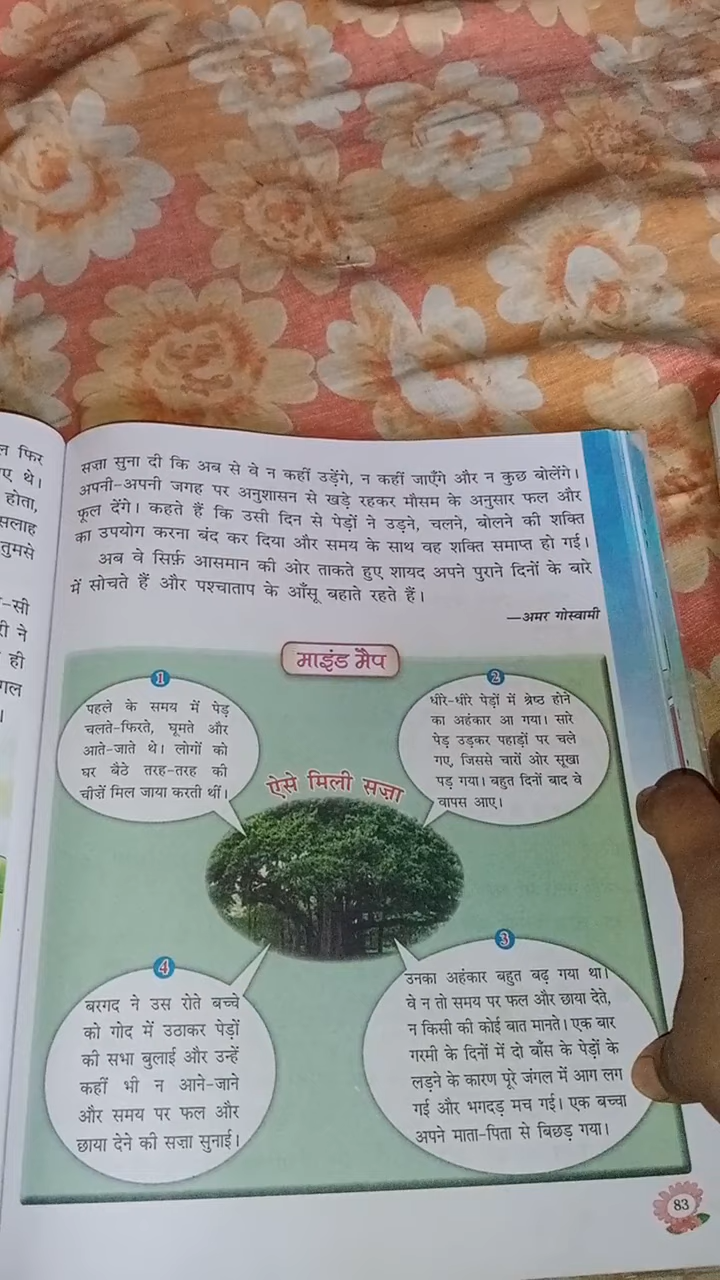 ल फिर
ए थे।
होता,
सलाह
तुमसे
-सी
री ने
ही
गल
।
सज़ा सुना दी कि अब से वे न कहीं उड़ेंगे, न कहीं जाएँगे और न कुछ बोलेंगे।
अपनी-अपनी जगह पर अनुशासन से खड़े रहकर मौसम के अनुसार फल और
फूल देंगे। कहते हैं कि उसी दिन से पेड़ों ने उड़ने, चलने, बोलने की शक्ति
का उपयोग करना बंद कर दिया और समय के साथ वह शक्ति समाप्त हो गई।
अब वे सिर्फ़ आसमान की ओर ताकते हुए शायद अपने पुराने दिनों के बारे
में सोचते हैं और पश्चाताप के आँसू बहाते रहते हैं।
—अमर गोस्वामी
माइंड मैप
1
पहले के समय में पेड़
चलते-फिरते, घूमते और
आते-जाते थे। लोगों को
घर बैठे तरह-तरह की
चीज़ें मिल जाया करती थीं।
2
धीरे-धीरे पेड़ों में श्रेष्ठ होने
का अहंकार आ गया। सारे
पेड़ उड़कर पहाड़ों पर चले
गए, जिससे चारों ओर सूखा
पड़ गया। बहुत दिनों बाद वे
वापस आए।
ऐसे मिली सज़ा
3
उनका अहंकार बहुत बढ़ गया था।
वे न तो समय पर फल और छाया देते,
न किसी की कोई बात मानते। एक बार
गरमी के दिनों में दो बाँस के पेड़ों के
लड़ने के कारण पूरे जंगल में आग लग
गई और भगदड़ मच गई। एक बच्चा
अपने माता-पिता से बिछड़ गया।
4
बरगद ने उस रोते बच्चे
को गोद में उठाकर पेड़ों
की सभा बुलाई और उन्हें
कहीं भी न आने-जाने
और समय पर फल और
छाया देने की सज़ा सुनाई।
83